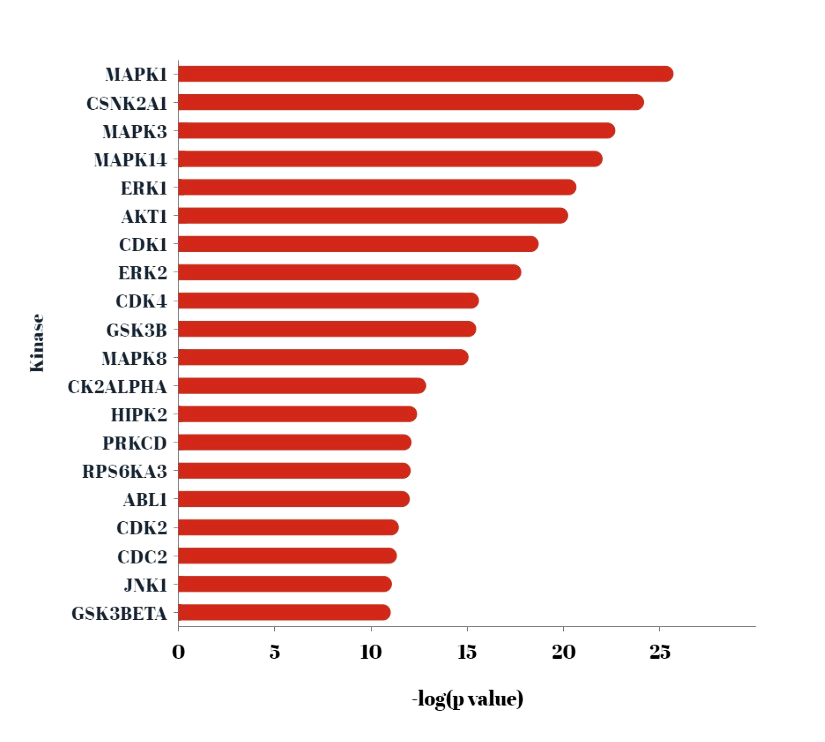 MAPK1
CSNK2A1
MAPK3
MAPK14
ERK1
AKT1
CDK1
ERK2
CDK4
GSK3B
MAPK8
CK2ALPHA
HIPK2
PRKCD
RPS6KA3
ABL1
CDK2
CDC2
JNK1
GSK3BETA
Kinase
0 5 10 15 20 25
-log(p value)